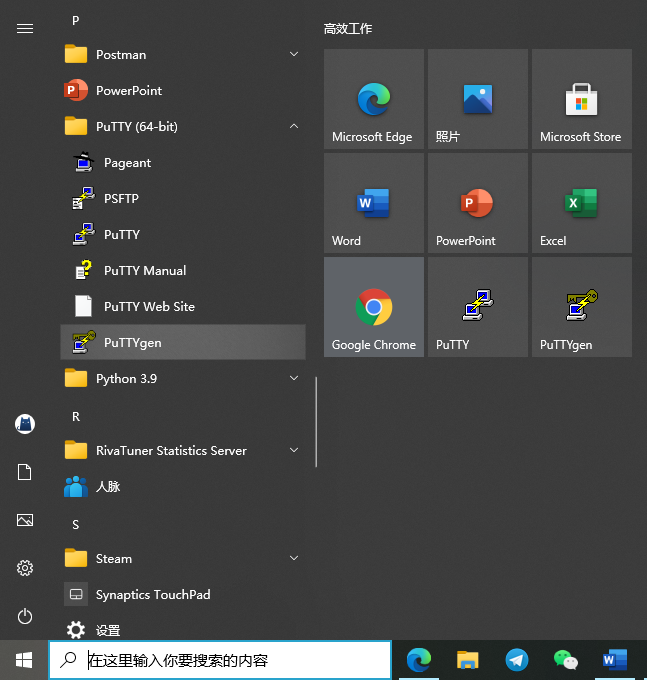 P
Postman
PowerPoint
PuTTY (64-bit)
Pageant
PSFTP
PuTTY
PuTTY Manual
PuTTY Web Site
PuTTYgen
Python 3.9
R
RivaTuner Statistics Server
人脉
S
Steam
Synaptics TouchPad
设置
高效工作
Microsoft Edge
照片
Microsoft Store
Word
PowerPoint
Excel
Google Chrome
PuTTY
PuTTYgen
在这里输入你要搜索的内容